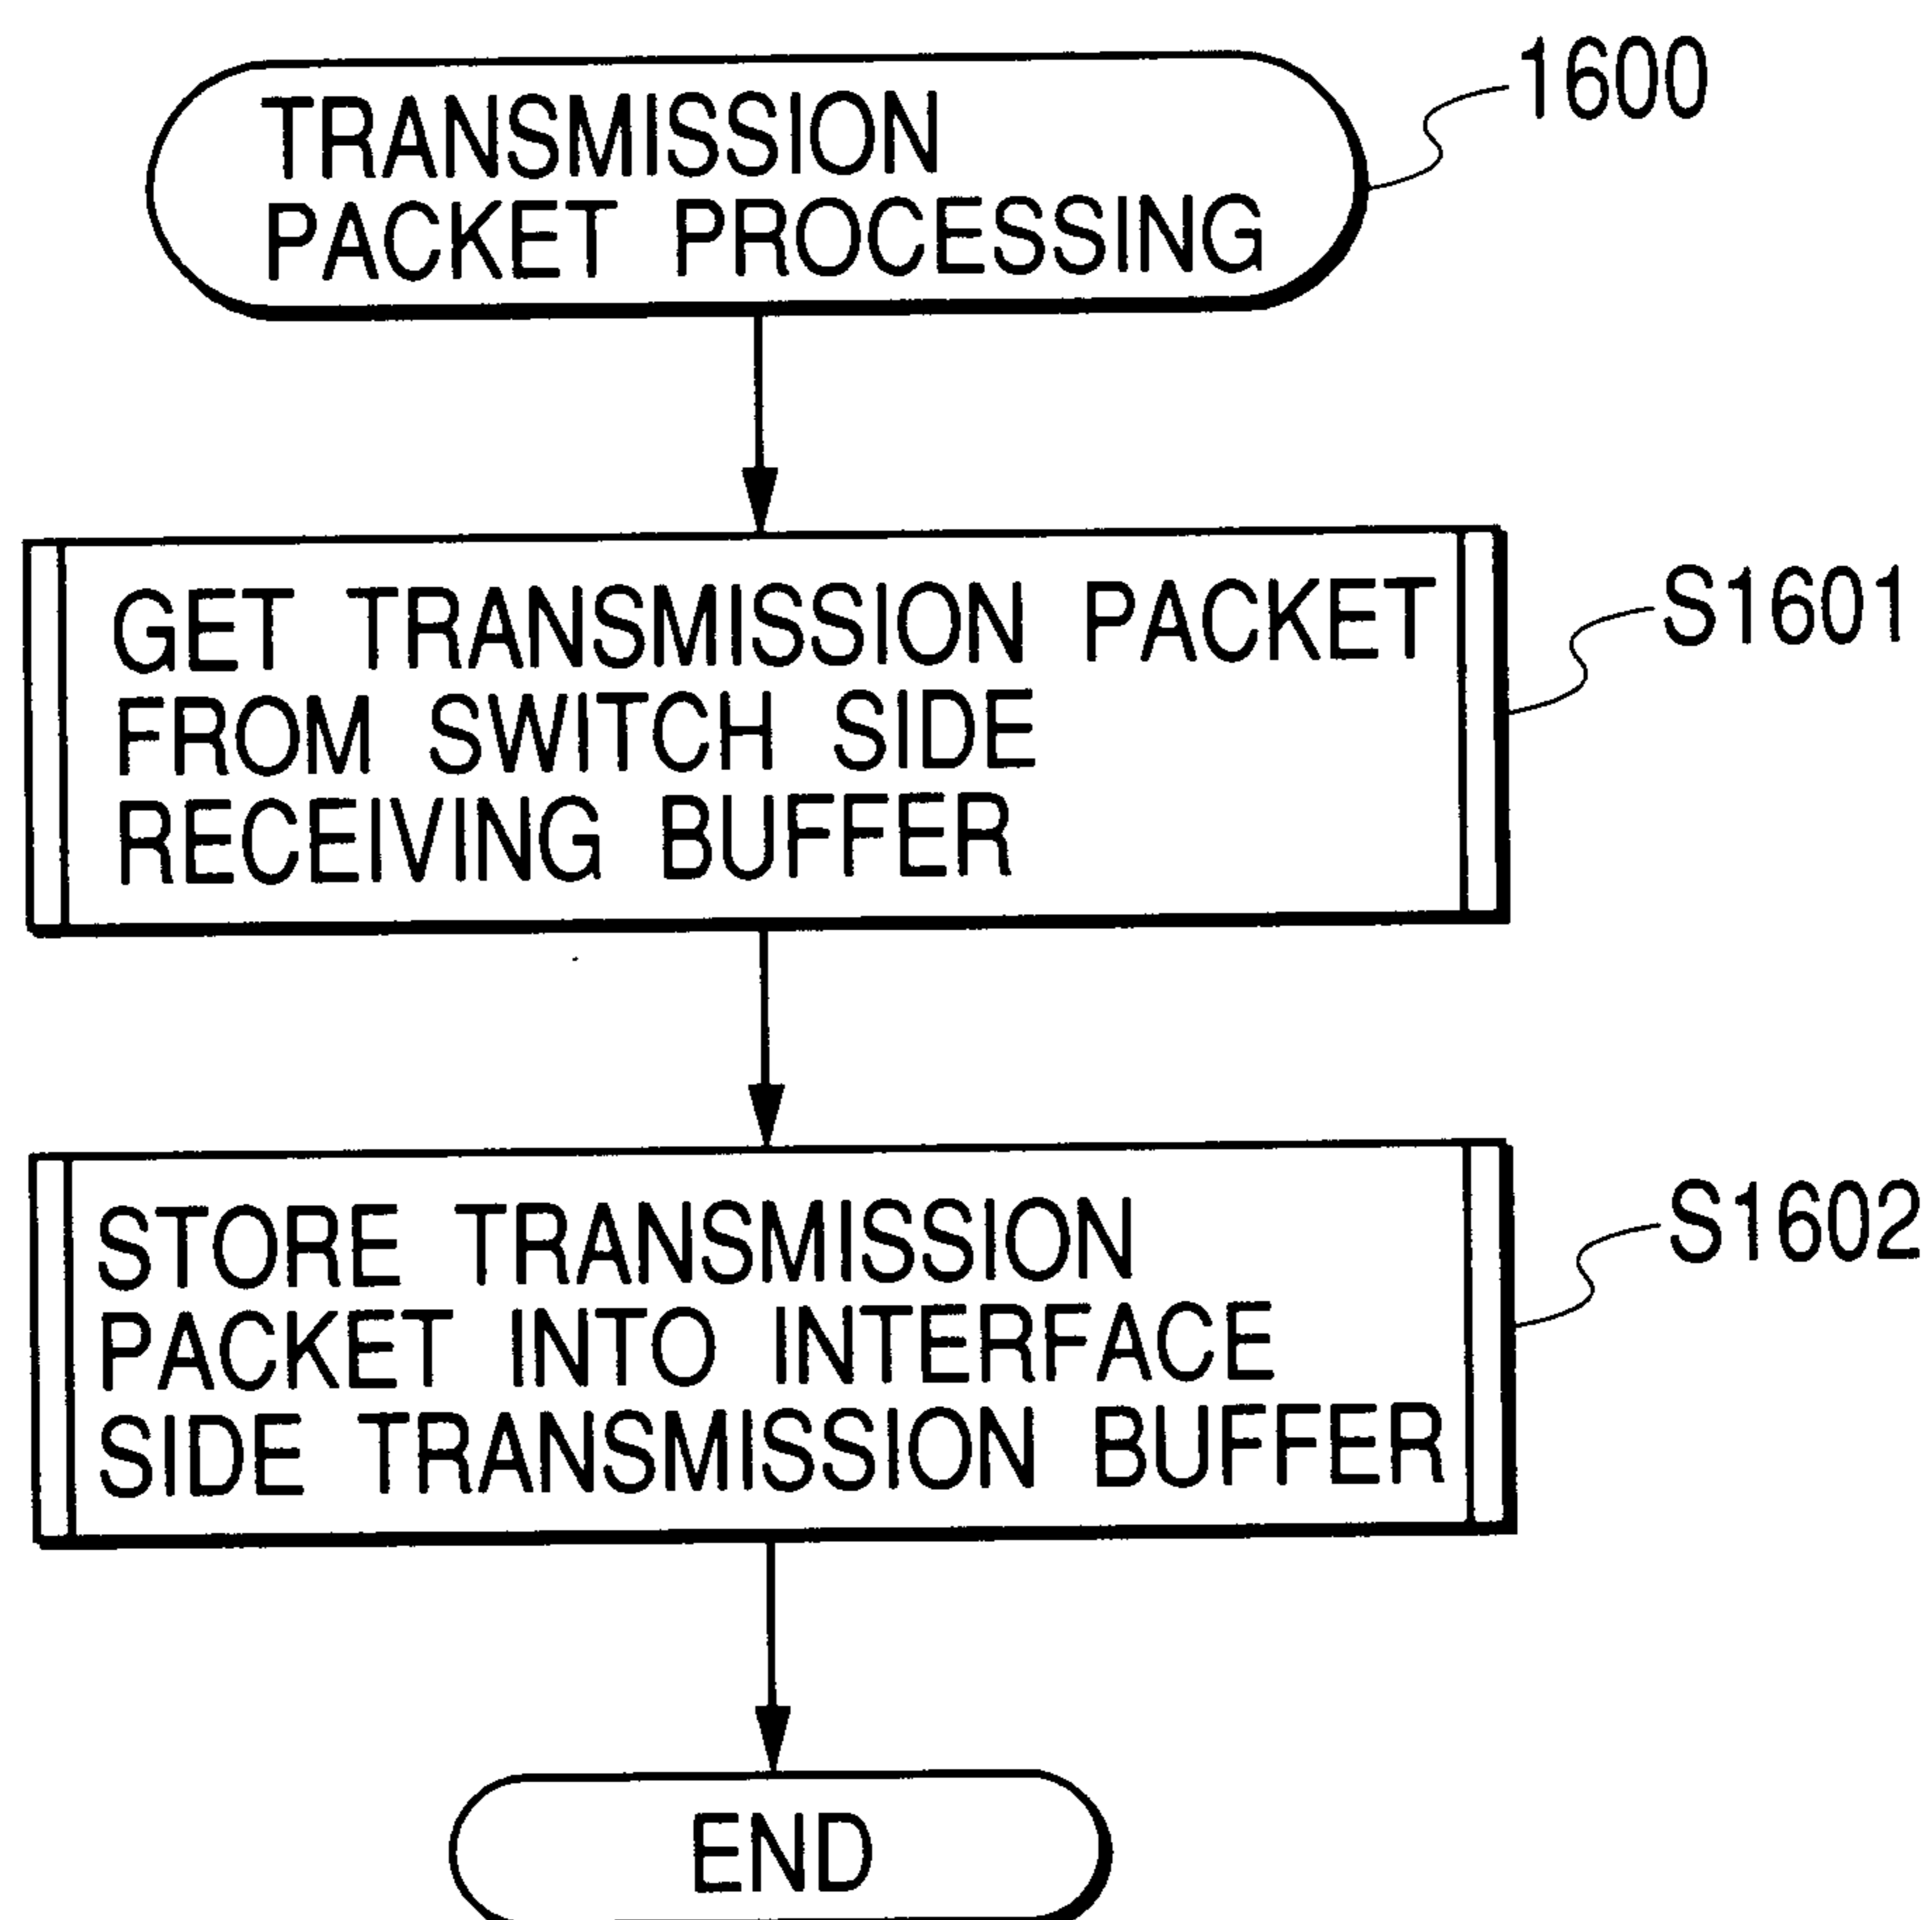 TRANSMISSION
PACKET PROCESSING
1600
GET TRANSMISSION PACKET
FROM SWITCH SIDE
RECEIVING BUFFER
S1601
STORE TRANSMISSION
PACKET INTO INTERFACE
SIDE TRANSMISSION BUFFER
S1602
END